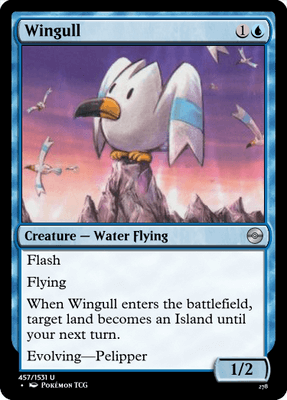 Wingull 1
Creature — Water Flying
Flash
Flying
When Wingull enters the battlefield,
target land becomes an Island until
your next turn.
Evolving—Pelipper
1/2
457/1531 U
• Pokémon TCG
278